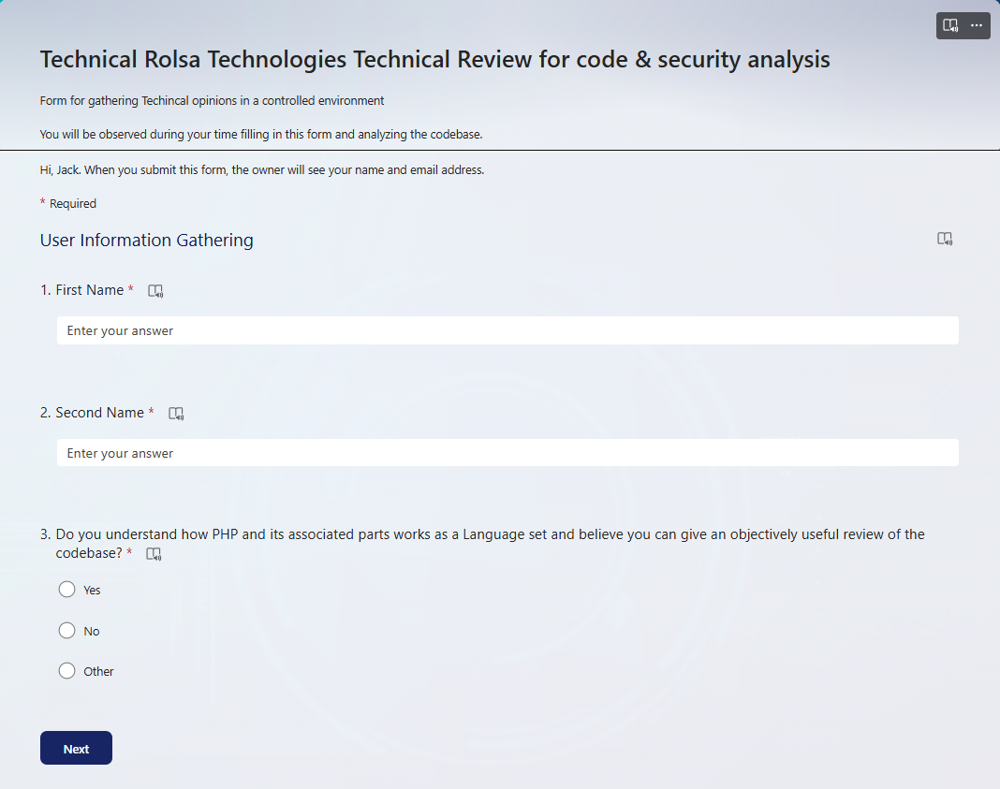 Technical Rolsa Technologies Technical Review for code & security analysis
Form for gathering Techincal opinions in a controlled environment
You will be observed during your time filling in this form and analyzing the codebase.
Hi, Jack. When you submit this form, the owner will see your name and email address.
* Required
User Information Gathering
1. First Name *
Enter your answer
2. Second Name *
Enter your answer
3. Do you understand how PHP and its associated parts works as a Language set and believe you can give an objectively useful review of the
codebase? *
Yes
No
Other
Next